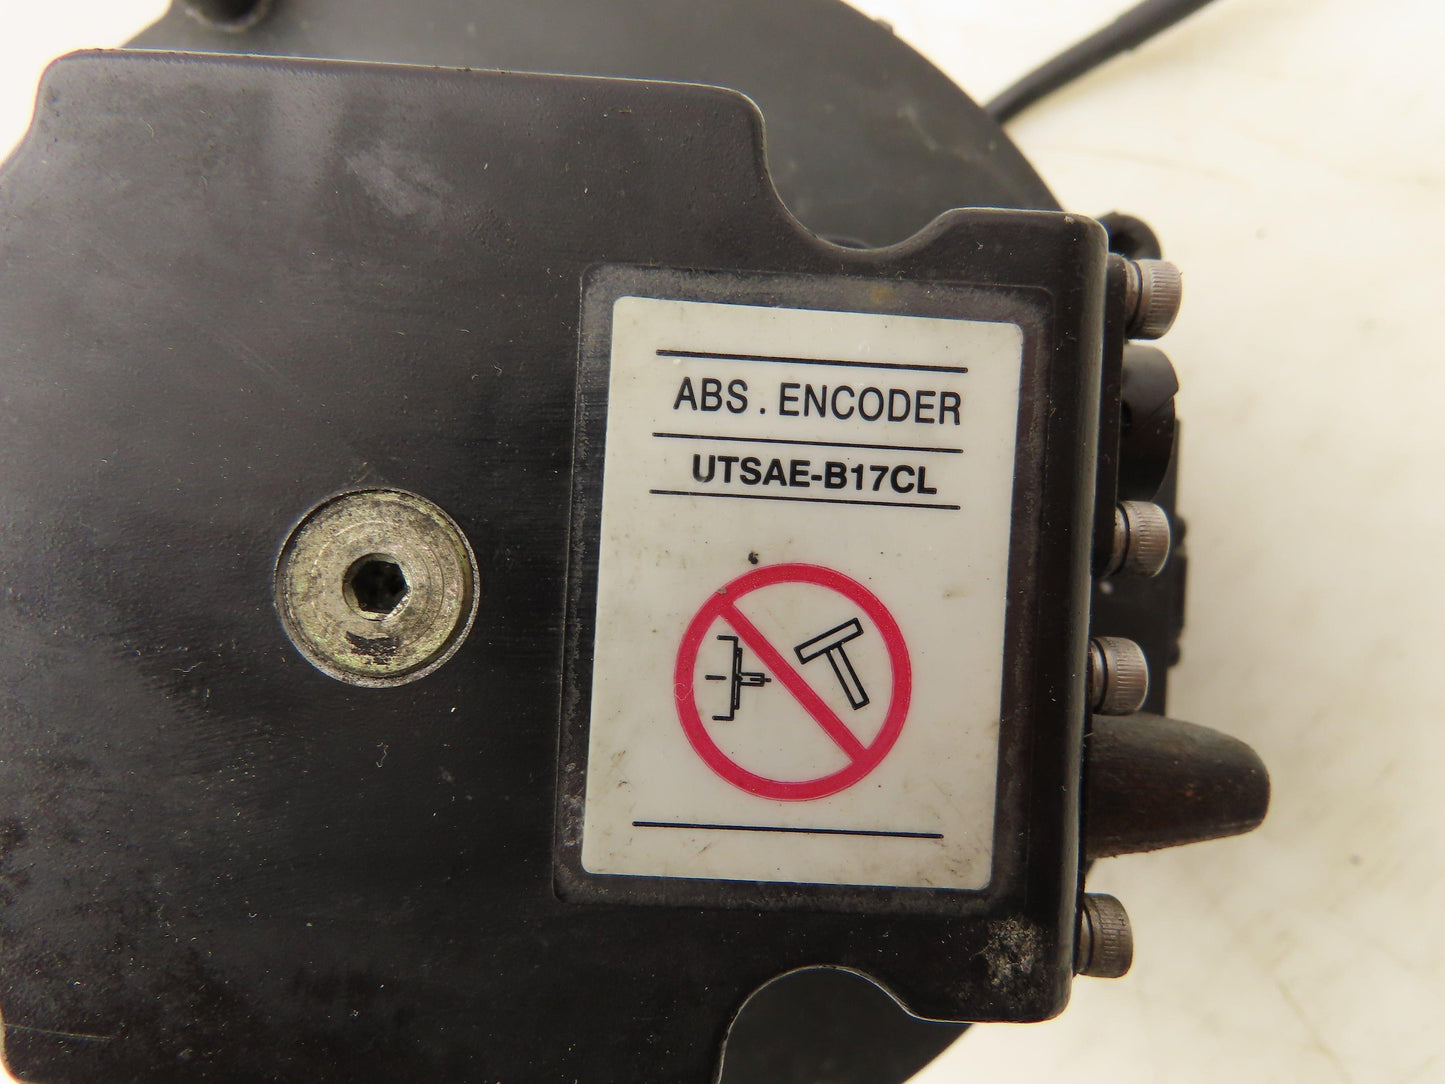 ABS. ENCODER
UTSAE-B17CL